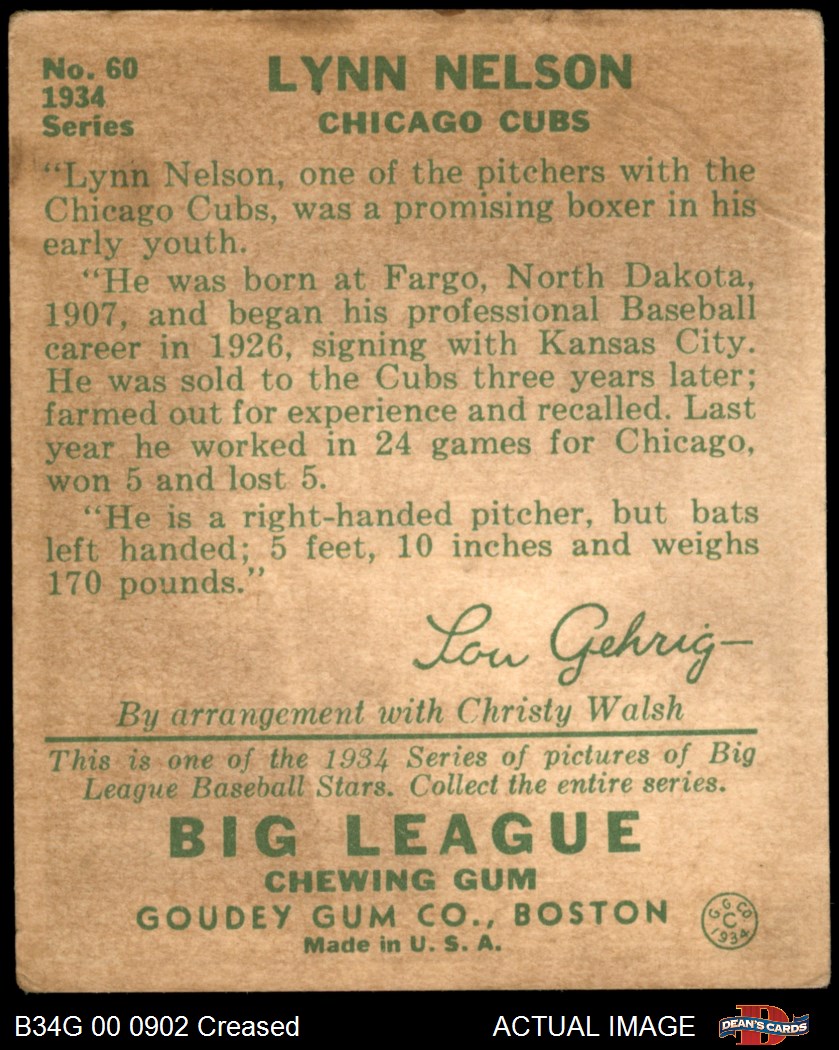 No. 60
1934
Series
LYNN NELSON
CHICAGO CUBS
“Lynn Nelson, one of the pitchers with the
Chicago Cubs, was a promising boxer in his
early youth.
“He was born at Fargo, North Dakota,
1907, and began his professional Baseball
career in 1926, signing with Kansas City.
He was sold to the Cubs three years later;
farmed out for experience and recalled. Last
year he worked in 24 games for Chicago,
won 5 and lost 5.
“He is a right-handed pitcher, but bats
left handed; 5 feet, 10 inches and weighs
170 pounds.”
Lou Gehrig—
By arrangement with Christy Walsh
This is one of the 1934 Series of pictures of Big
League Baseball Stars. Collect the entire series.
BIG LEAGUE
CHEWING GUM
GOUDEY GUM CO., BOSTON
Made in U. S. A.
G. G. CO.
C
1934
B34G 00 0902 Creased
ACTUAL IMAGE
D
DEAN'S CARDS